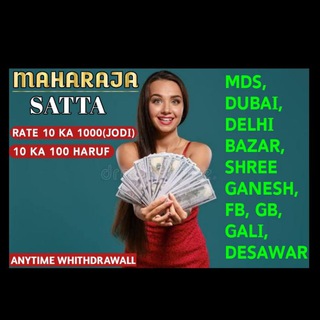 MAHARAJA
SATTA
RATE 10 KA 1000(JODI)
10 KA 100 HARUF
ANYTIME WHITHDRAWALL
MDS,
DUBAI,
DELHI
BAZAR,
SHREE
GANESH,
FB, GB,
GALI,
DESAWAR